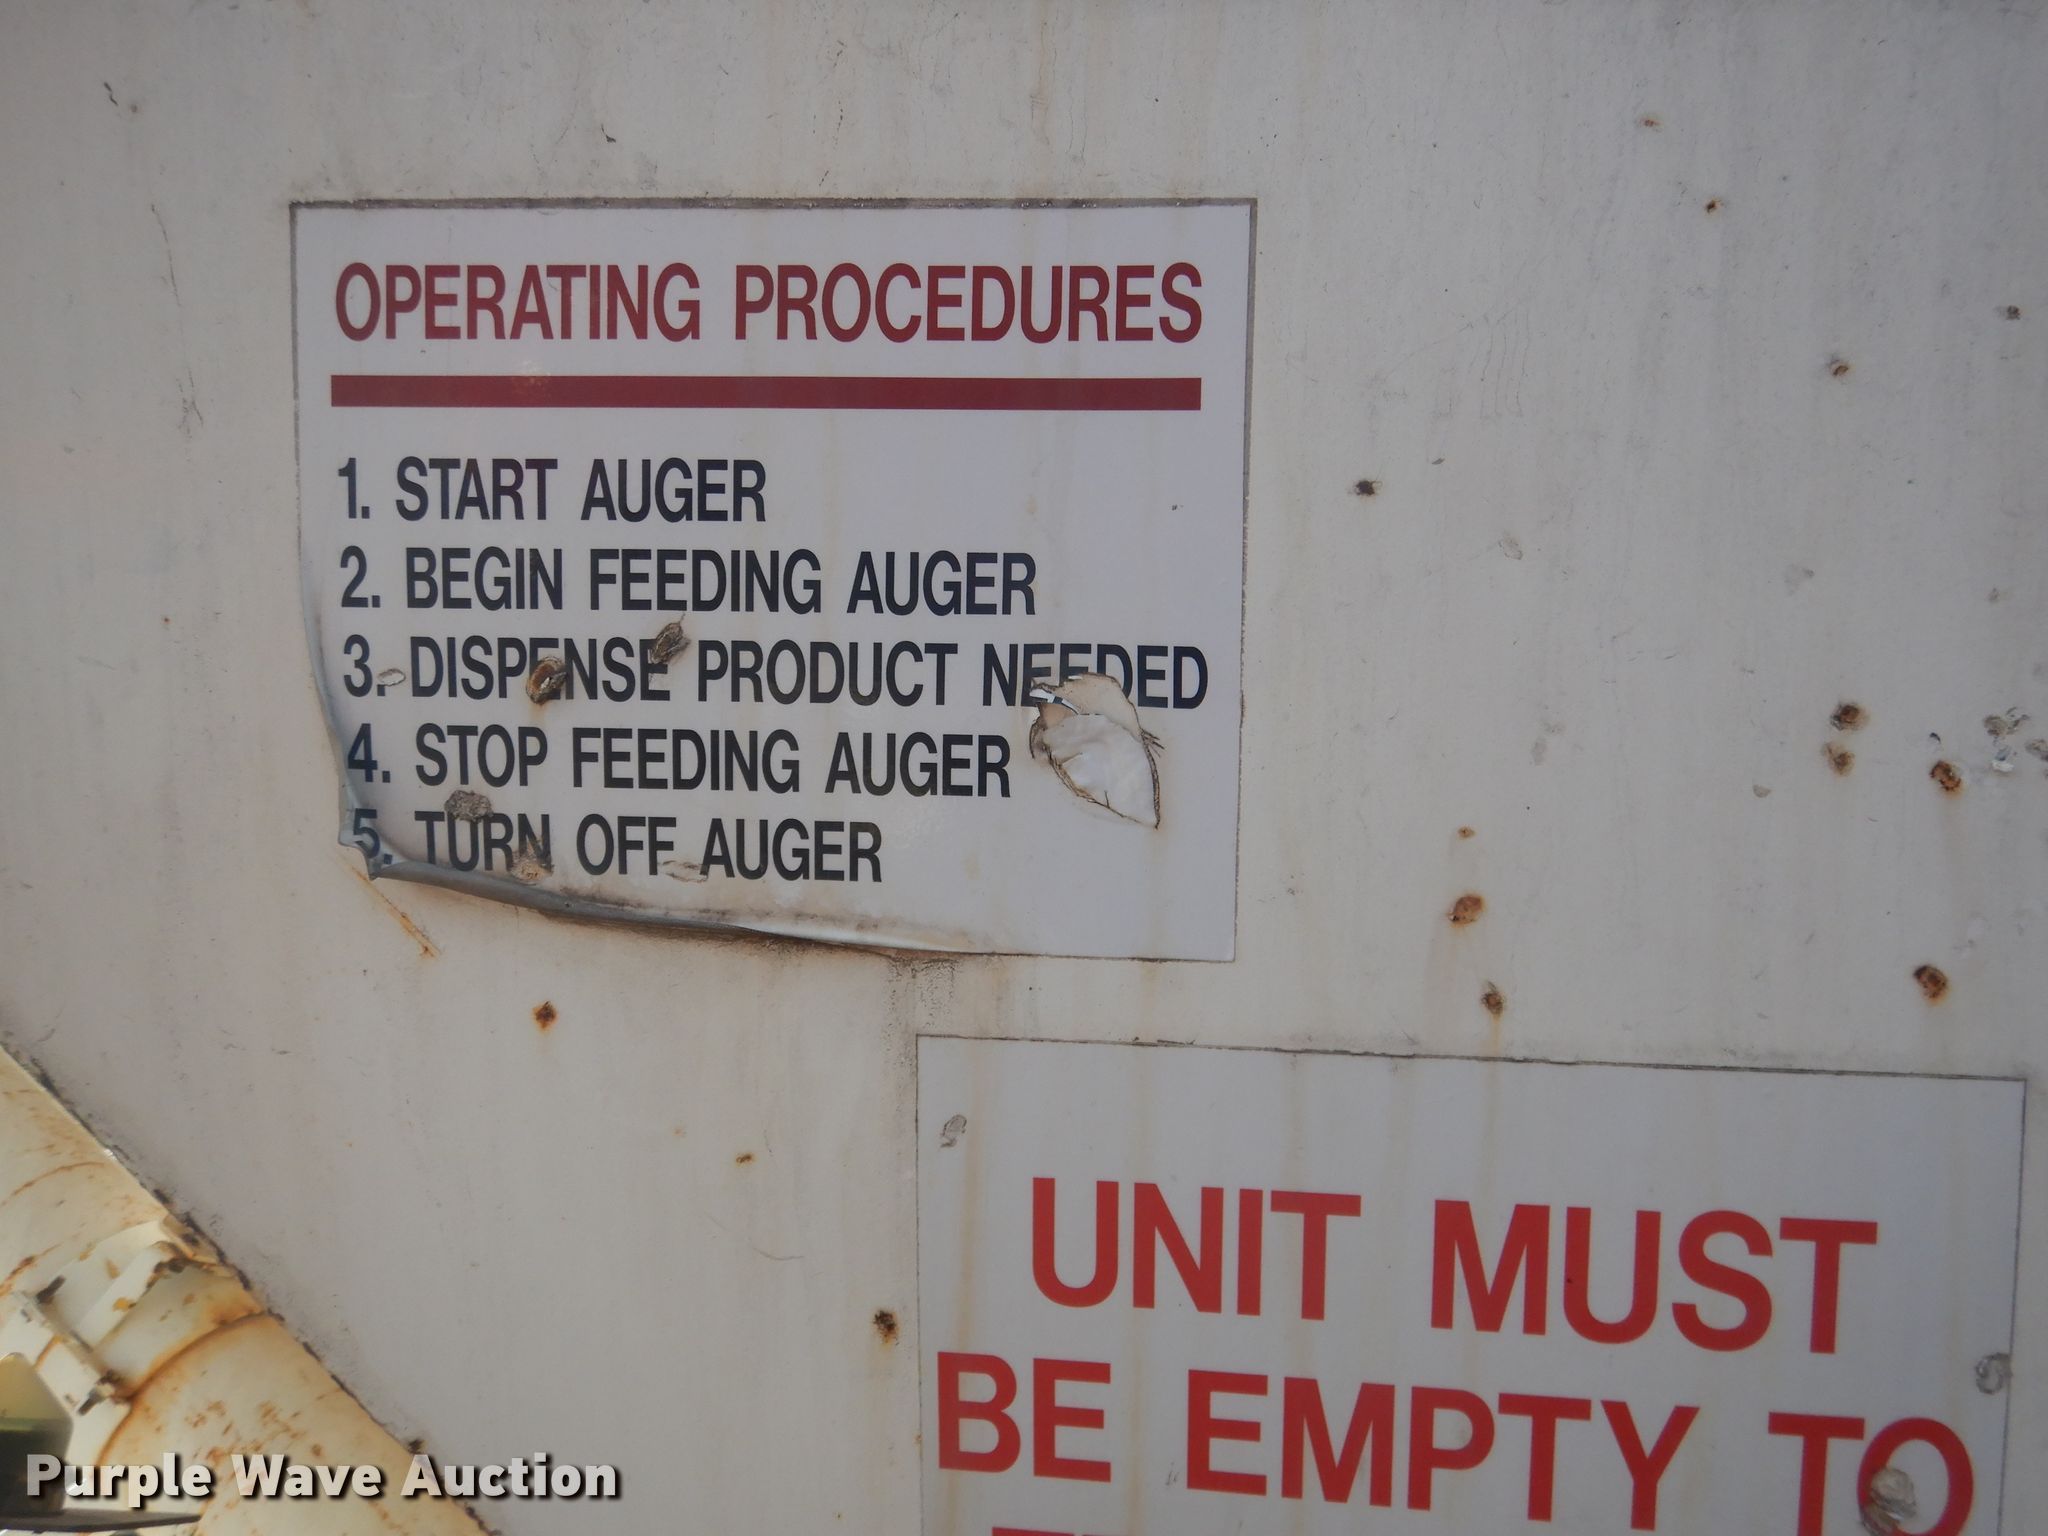 OPERATING PROCEDURES
1. START AUGER
2. BEGIN FEEDING AUGER
3. DISPENSE PRODUCT NEEDED
4. STOP FEEDING AUGER
5. TURN OFF AUGER
UNIT MUST
BE EMPTY TO
Purple Wave Auction